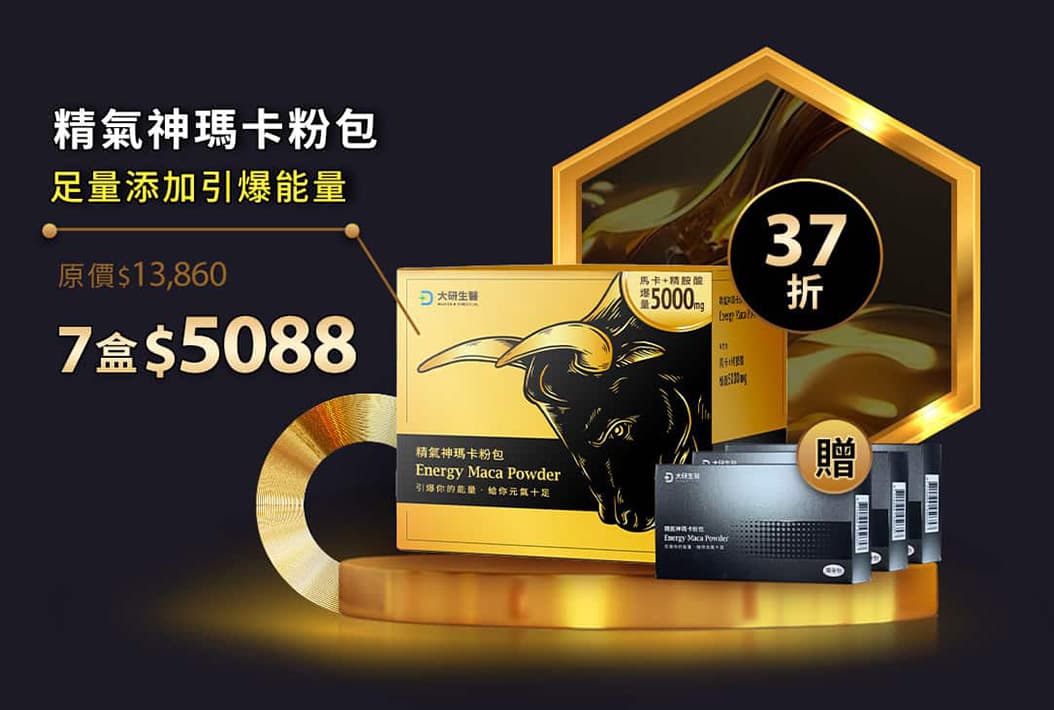 精氣神瑪卡粉包
足量添加引爆能量
原價$13,860
7盒$5088
37
折
大研生醫
馬卡+精胺酸
爆量5000mg
精氣神瑪卡粉包
Energy Maca Powder
引爆你的能量・給你元氣十足
贈
大研生醫
精氣神瑪卡粉包
Energy Maca Powder